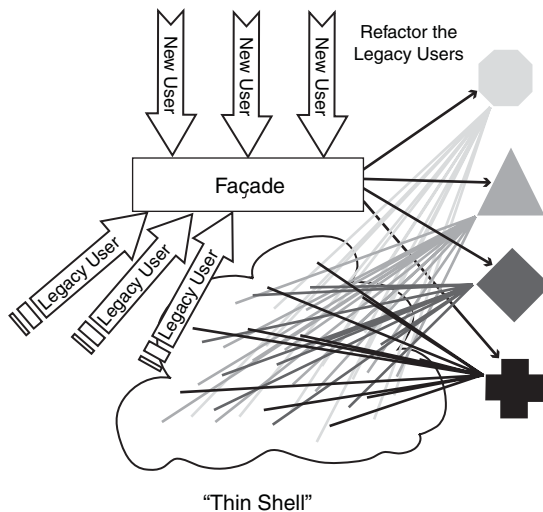 Refactor the
Legacy Users
New User
New User
New User
Façade
Legacy User
Legacy User
Legacy User
“Thin Shell”